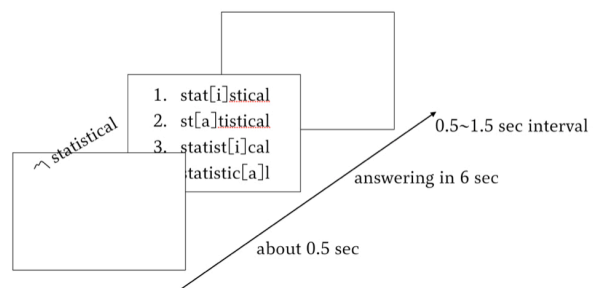 statistical
1. stat[i]stical
2. st[a]tistical
3. statist[i]cal
tatistic[a]l
0.5~1.5 sec interval
answering in 6 sec
about 0.5 sec